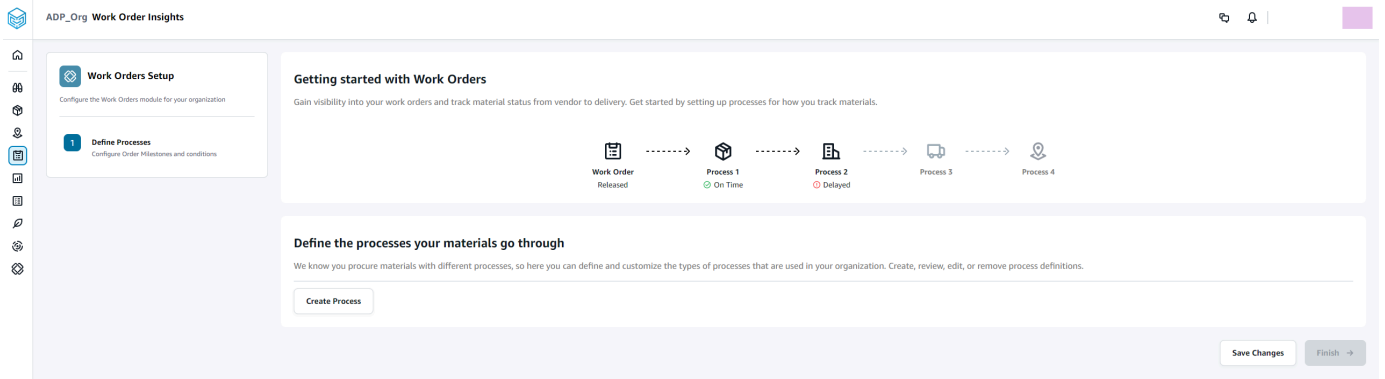 ADP_Org Work Order Insights
Work Orders Setup
Configure the Work Orders module for your organization
1 Define Processes
Configure Order Milestones and conditions
Getting started with Work Orders
Gain visibility into your work orders and track material status from vendor to delivery. Get started by setting up processes for how you track materials.
Work Order Process 1 Process 2 Process 3 Process 4
Released On Time Delayed
Define the processes your materials go through
We know you procure materials with different processes, so here you can define and customize the types of processes that are used in your organization. Create, review, edit, or remove process definitions.
Create Process
Save Changes Finish